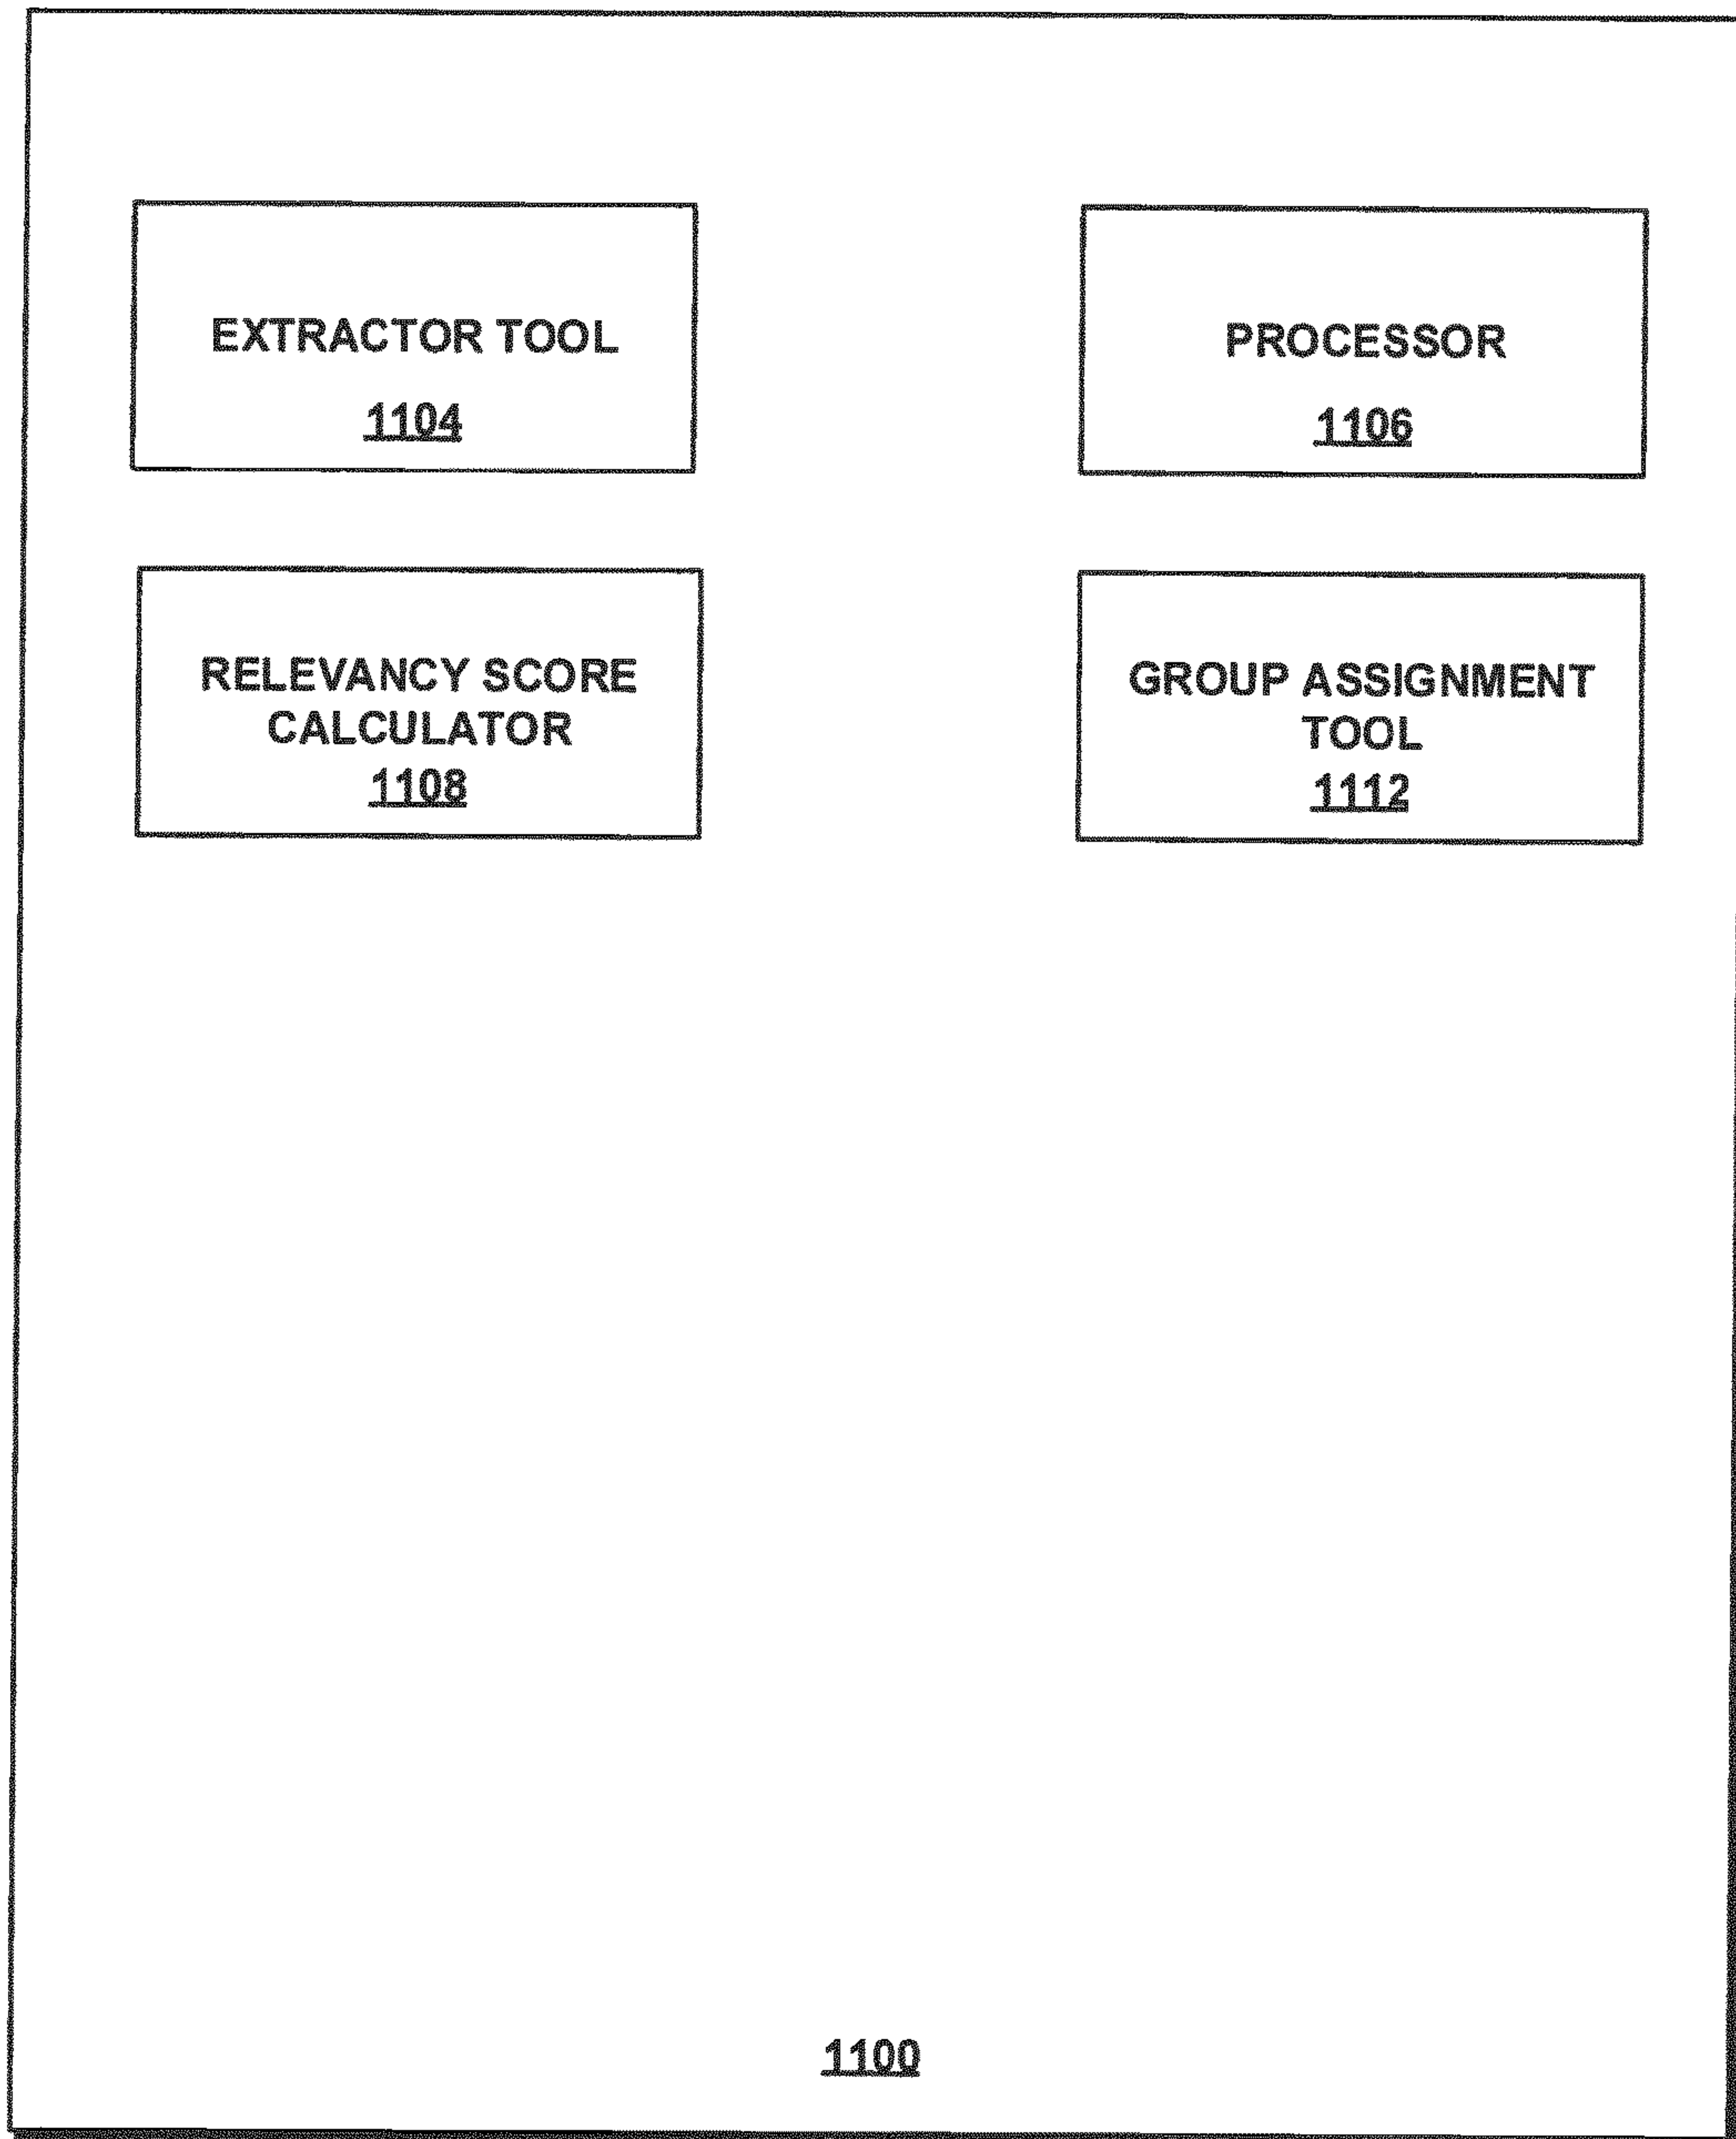 EXTRACTOR TOOL
1104
PROCESSOR
1106
RELEVANCY SCORE
CALCULATOR
1108
GROUP ASSIGNMENT
TOOL
1112
1100